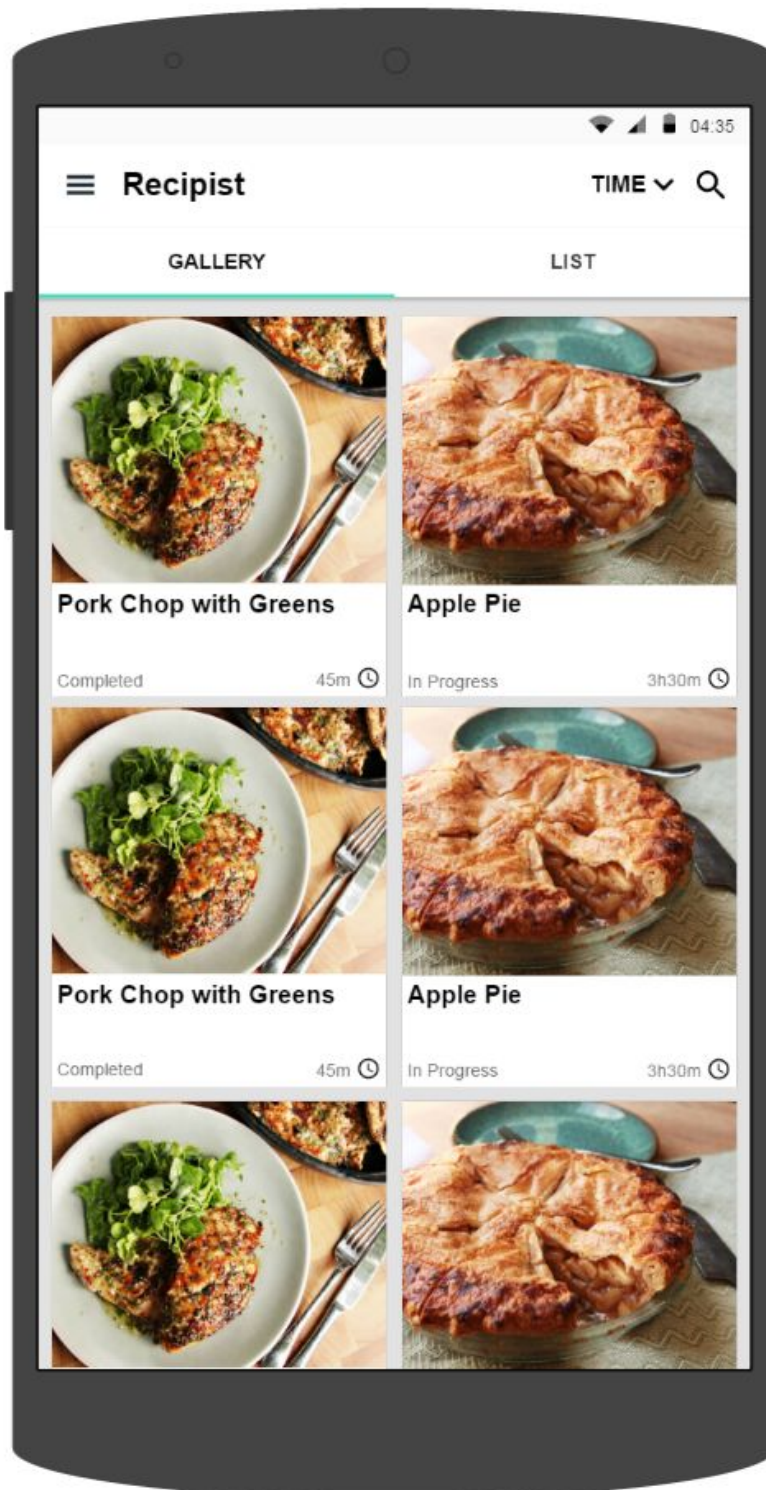 04:35
Recipist TIME
GALLERY LIST
Pork Chop with Greens Apple Pie
Completed 45m In Progress 3h30m
Pork Chop with Greens Apple Pie
Completed 45m In Progress 3h30m